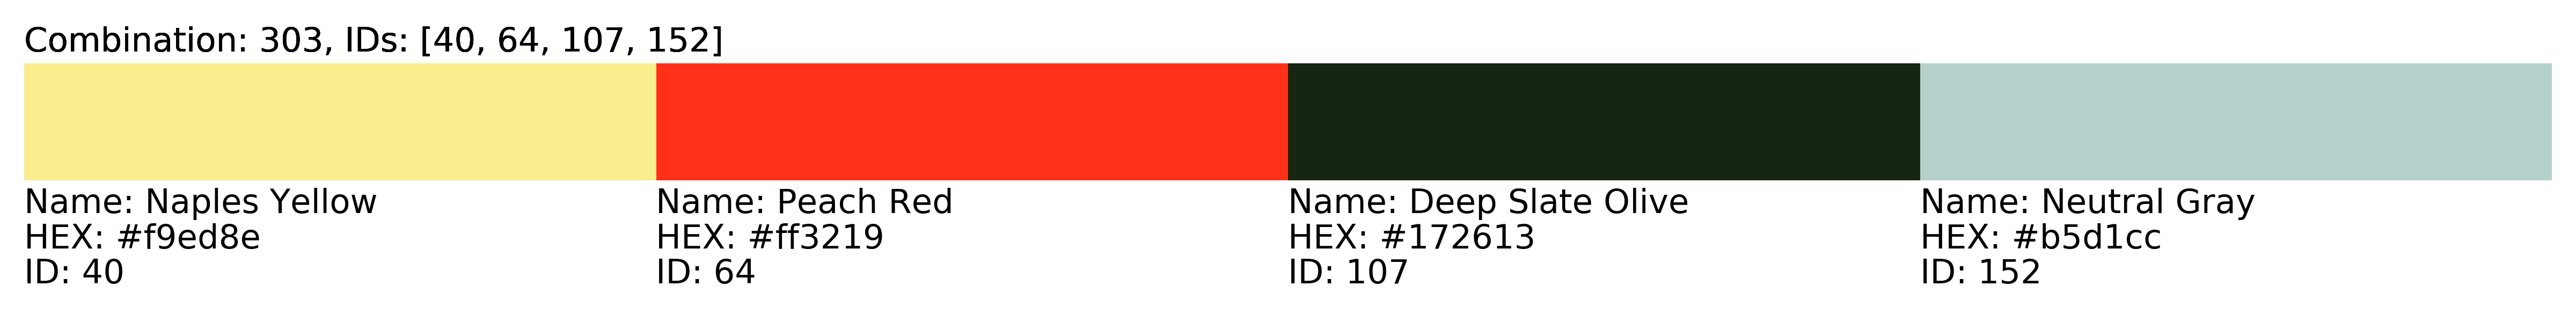 Combination: 303, IDs: [40, 64, 107, 152]
Name: Naples Yellow
HEX: #f9ed8e
ID: 40
Name: Peach Red
HEX: #ff3219
ID: 64
Name: Deep Slate Olive
HEX: #172613
ID: 107
Name: Neutral Gray
HEX: #b5d1cc
ID: 152